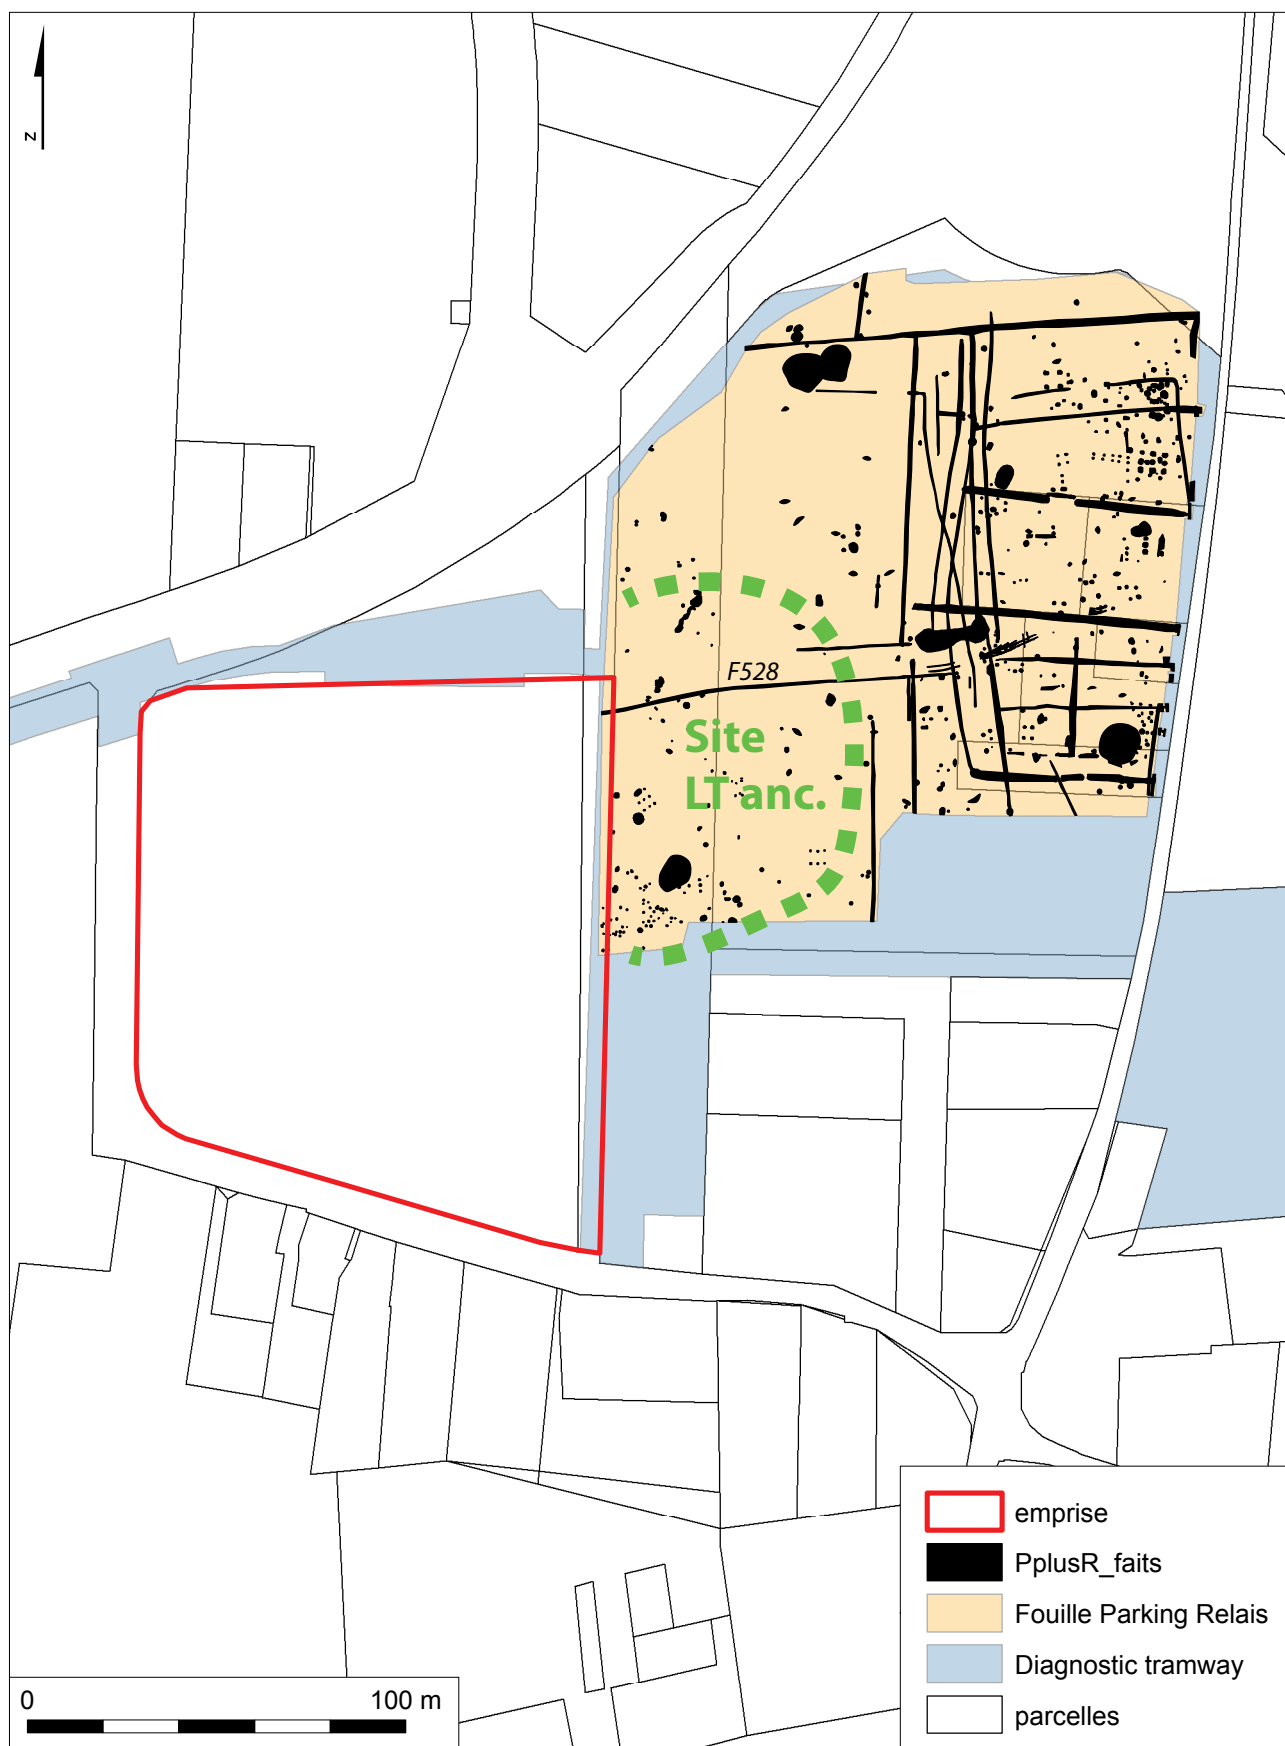 N
F528
Site
LT anc.
emprise
PplusR_faits
Fouille Parking Relais
Diagnostic tramway
parcelles
0 100 m